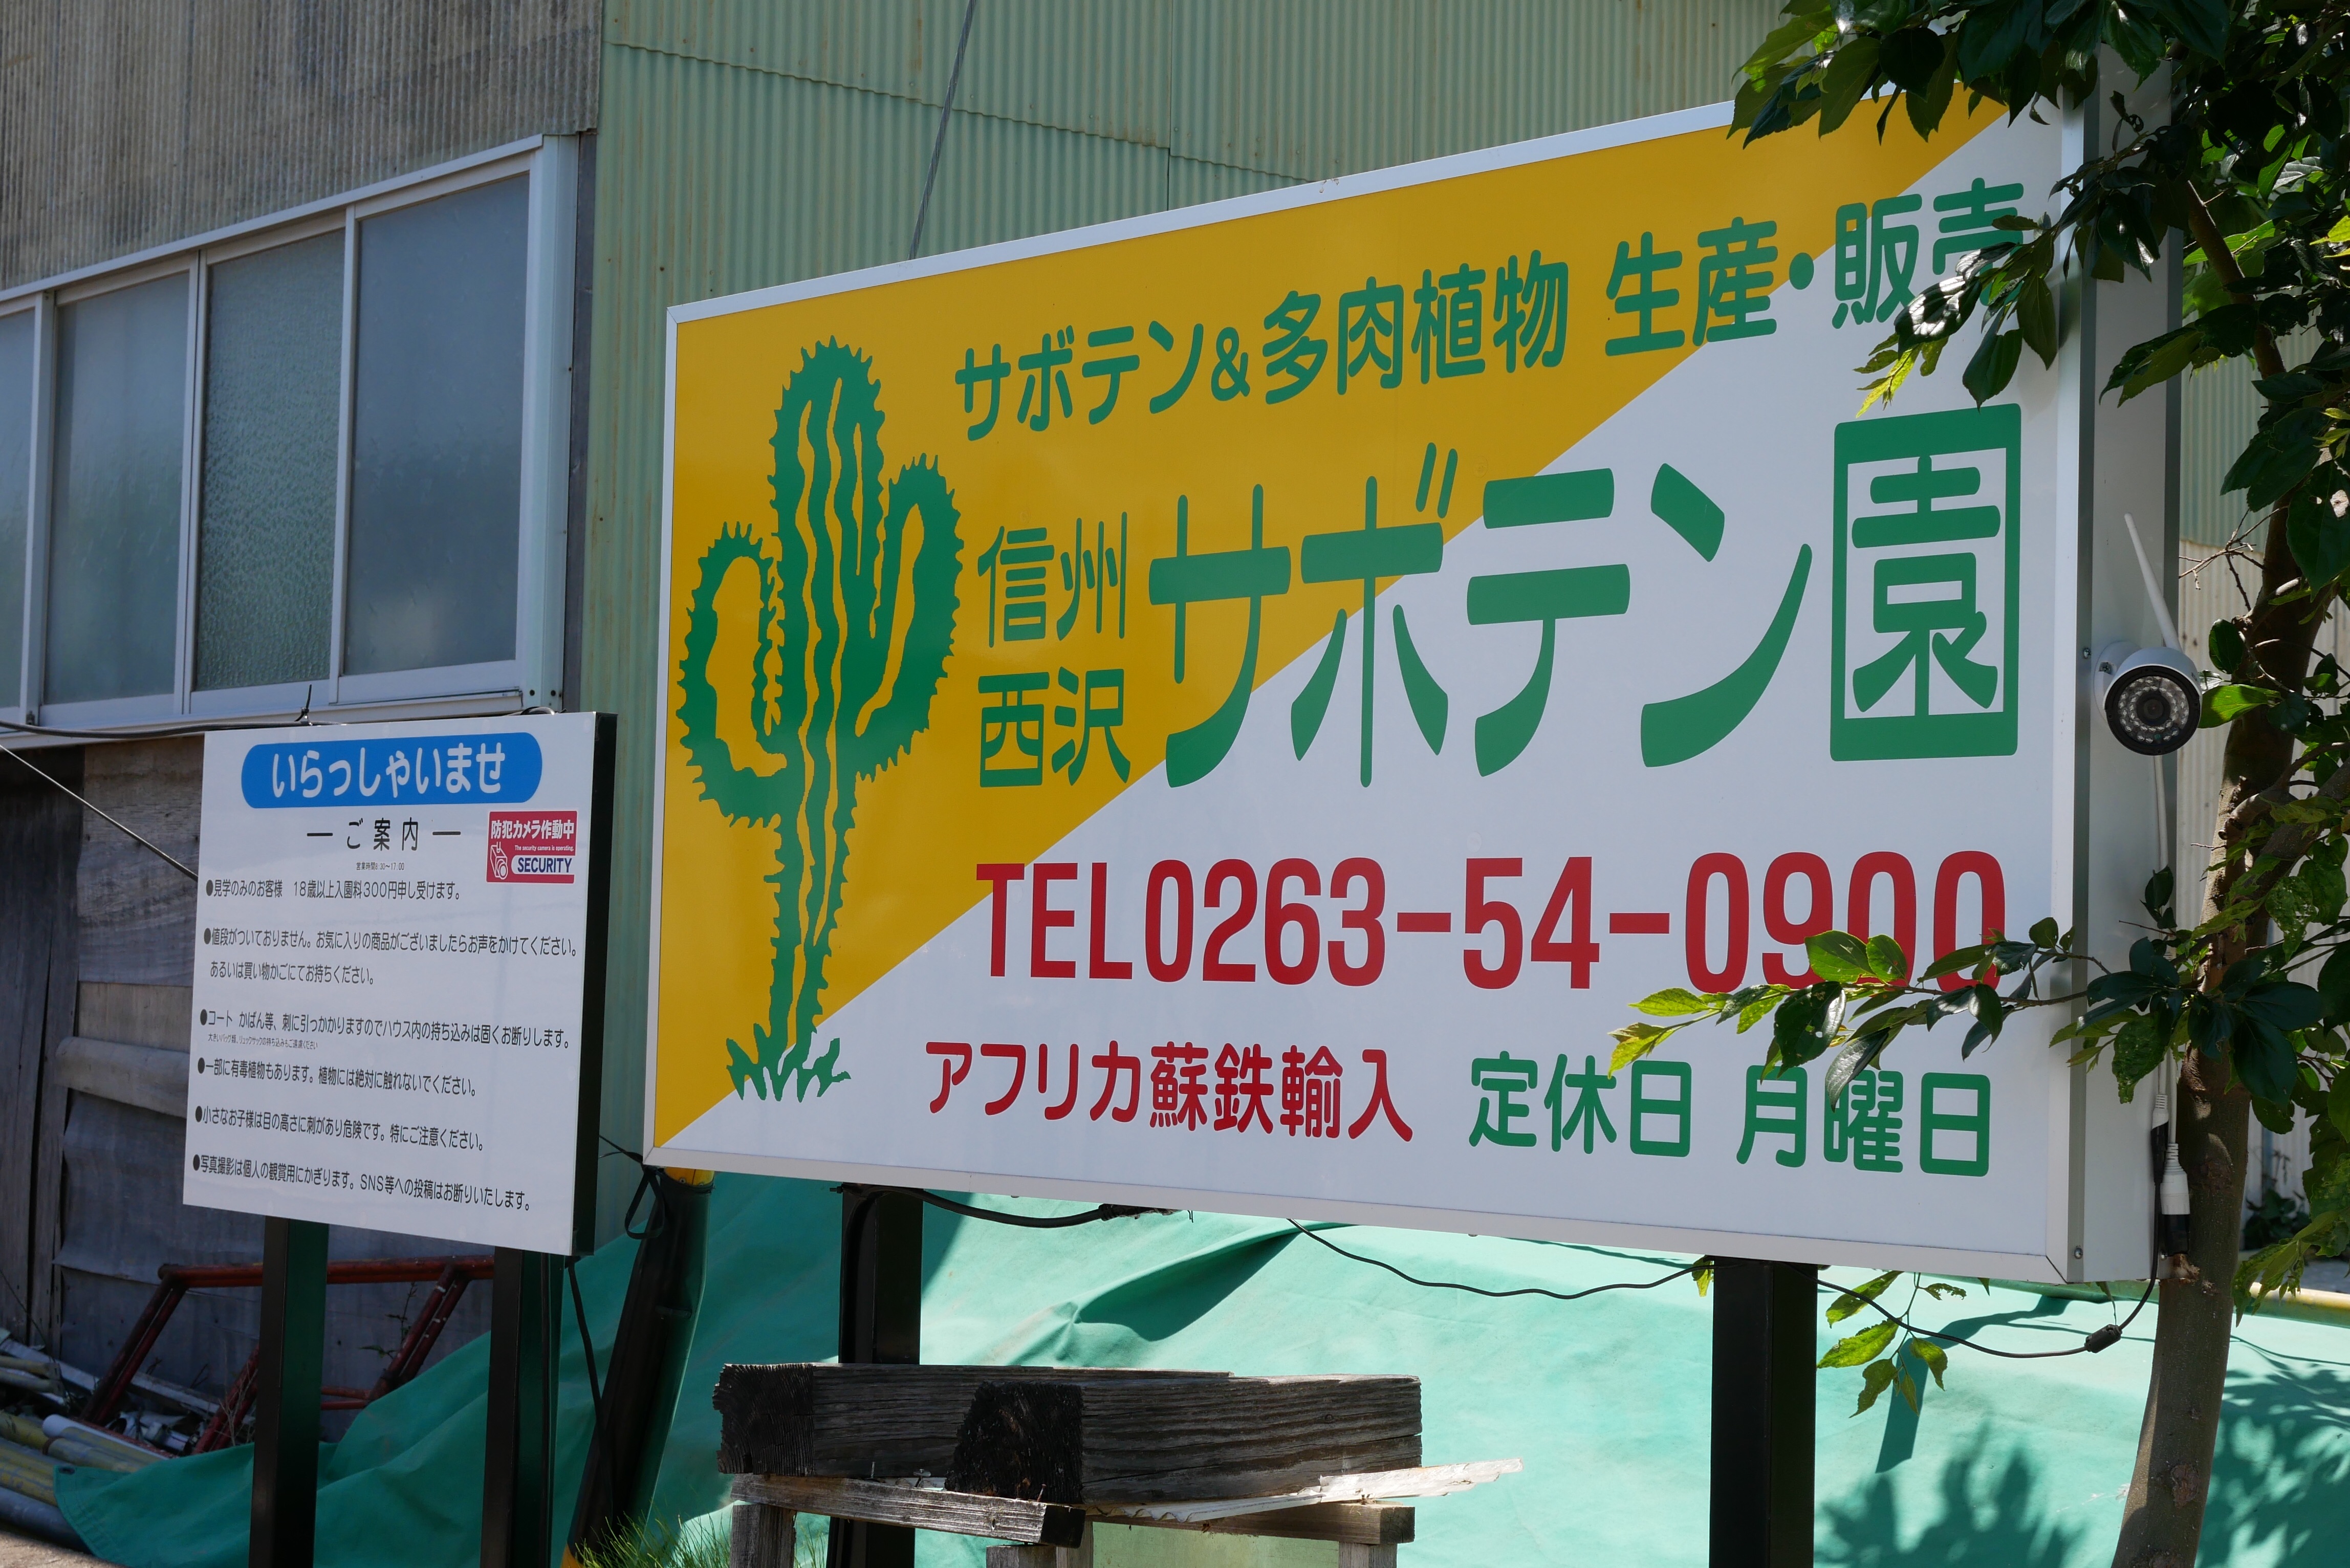 いらっしゃいませ
ご案内
営業時間8:30〜17:00
防犯カメラ作動中
The security camera is operating.
SECURITY
●見学のみのお客様　18歳以上入園料300円申し受けます。
●値段がついておりません。お気に入りの商品がございましたらお声をかけてください。
あるいは買い物かごにてお持ちください。
●コート かばん等、刺に引っかかりますのでハウス内の持ち込みは固くお断りします。
●一部に有毒植物もあります。植物には絶対に触れないでください。
●小さなお子様は目の高さに刺があり危険です。特にご注意ください。
●写真撮影は個人の観賞用にかぎります。SNS等への投稿はお断りいたします。
サボテン&多肉植物 生産・販売
信州西沢サボテン園
TEL0263-54-0900
アフリカ蘇鉄輸入 定休日 月曜日